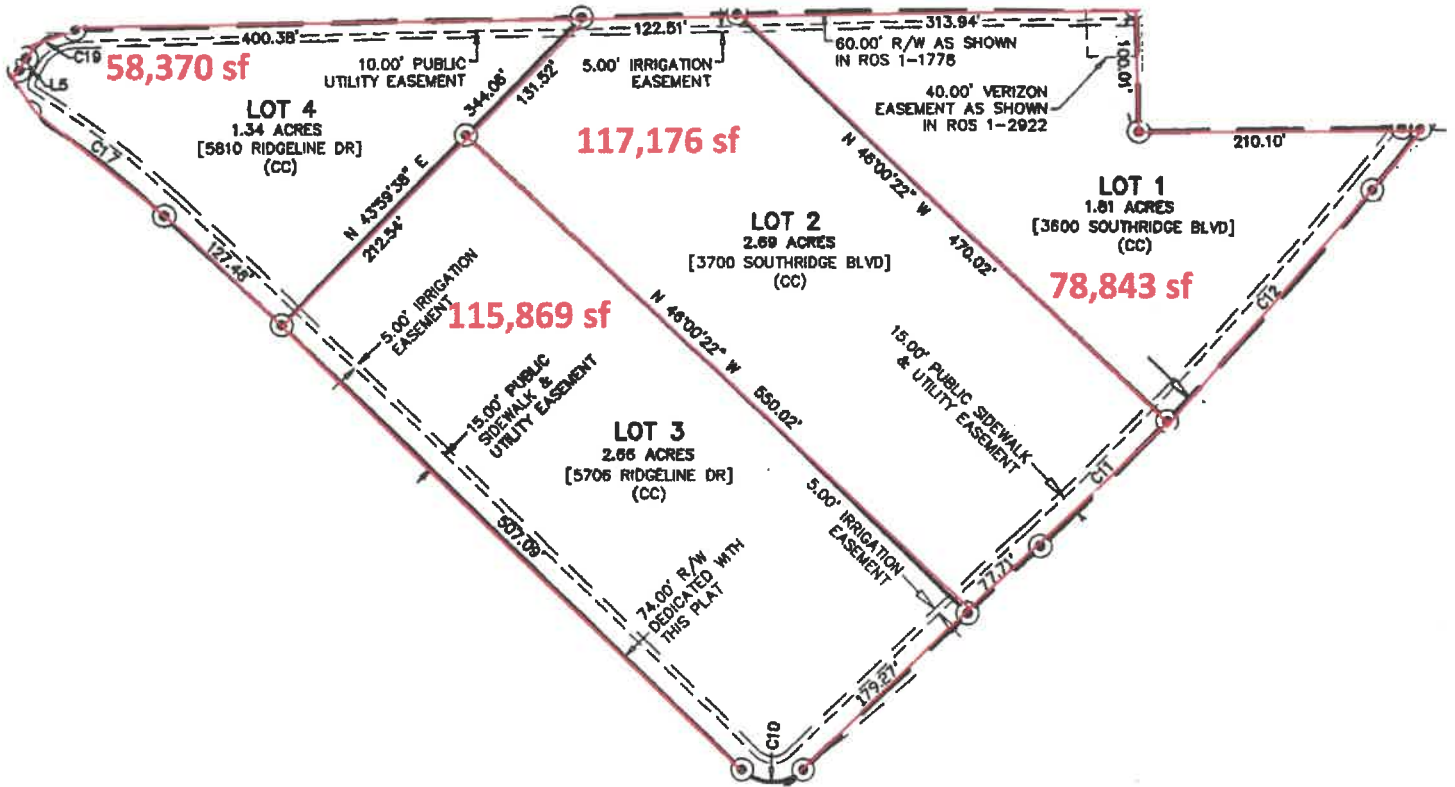 400.38'
122.51'
313.94'
C19
58,370 sf
L5
10.00' PUBLIC
UTILITY EASEMENT
5.00' IRRIGATION
EASEMENT
60.00' R/W AS SHOWN
IN ROS 1-1776
100.01'
40.00' VERIZON
EASEMENT AS SHOWN
IN ROS 1-2922
210.10'
LOT 4
1.34 ACRES
[5810 RIDGELINE DR]
(CC)
C17
344.06'
131.52'
117,176 sf
N 43°59'38" E
212.54'
127.46'
N 46°00'22" W
470.02'
LOT 1
1.81 ACRES
[3600 SOUTHRIDGE BLVD]
(CC)
78,843 sf
C12
LOT 2
2.69 ACRES
[3700 SOUTHRIDGE BLVD]
(CC)
5.00' IRRIGATION
EASEMENT
115,869 sf
N 46°00'22" W
550.02'
15.00' PUBLIC
SIDEWALK &
UTILITY EASEMENT
15.00' PUBLIC SIDEWALK
& UTILITY EASEMENT
LOT 3
2.66 ACRES
[5706 RIDGELINE DR]
(CC)
C11
5.00' IRRIGATION
EASEMENT
77.71'
507.09'
74.00' R/W
DEDICATED WITH
THIS PLAT
179.27'
C10